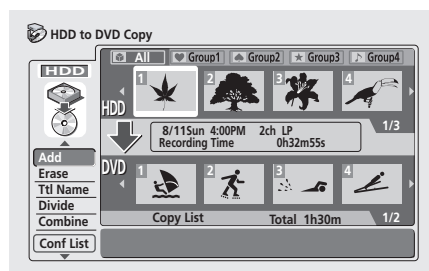 HDD to DVD Copy
All Group1 Group2 Group3 Group4
HDD
1 2 3 4
HDD
8/11Sun 4:00PM 2ch LP
Recording Time 0h32m55s
1/3
Add
Erase
Ttl Name
Divide
Combine
Conf List
DVD
1 2 3 4
Copy List Total 1h30m 1/2